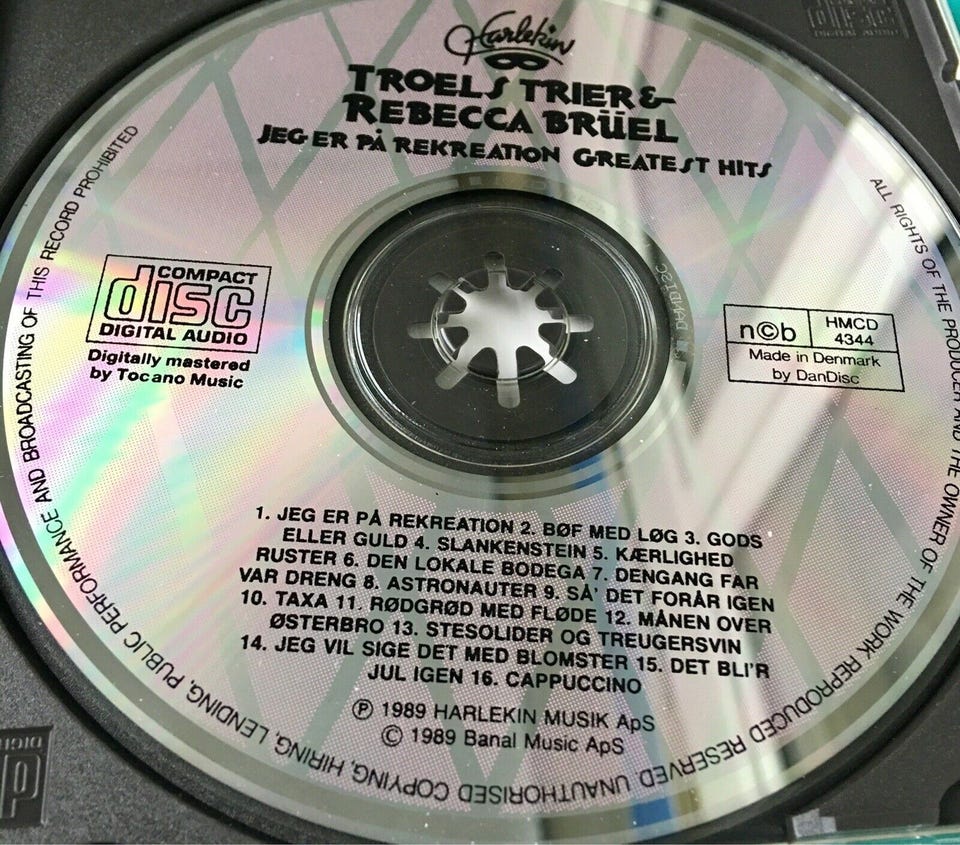 Harlekin
TROELS TRIER &
REBECCA BRÜEL
JEG ER PÅ REKREATION GREATEST HITS
COMPACT
disc
DIGITAL AUDIO
Digitally mastered
by Tocano Music
n©b
HMCD
4344
Made in Denmark
by DanDisc
1. JEG ER PÅ REKREATION 2. BØF MED LØG 3. GODS
ELLER GULD 4. SLANKENSTEIN 5. KÆRLIGHED
RUSTER 6. DEN LOKALE BODEGA 7. DENGANG FAR
VAR DRENG 8. ASTRONAUTER 9. SÅ' DET FORÅR IGEN
10. TAXA 11. RØDGRØD MED FLØDE 12. MÅNEN OVER
ØSTERBRO 13. STESOLIDER OG TREUGERSVIN
14. JEG VIL SIGE DET MED BLOMSTER 15. DET BLI'R
JUL IGEN 16. CAPPUCCINO
℗ 1989 HARLEKIN MUSIK ApS
© 1989 Banal Music ApS
ALL RIGHTS OF THE PRODUCER AND THE OWNER OF THE WORK REPRODUCED RESERVED UNAUTHORISED COPYING, HIRING, LENDING, PUBLIC PERFORMANCE AND BROADCASTING OF THIS RECORD PROHIBITED
DANDISC